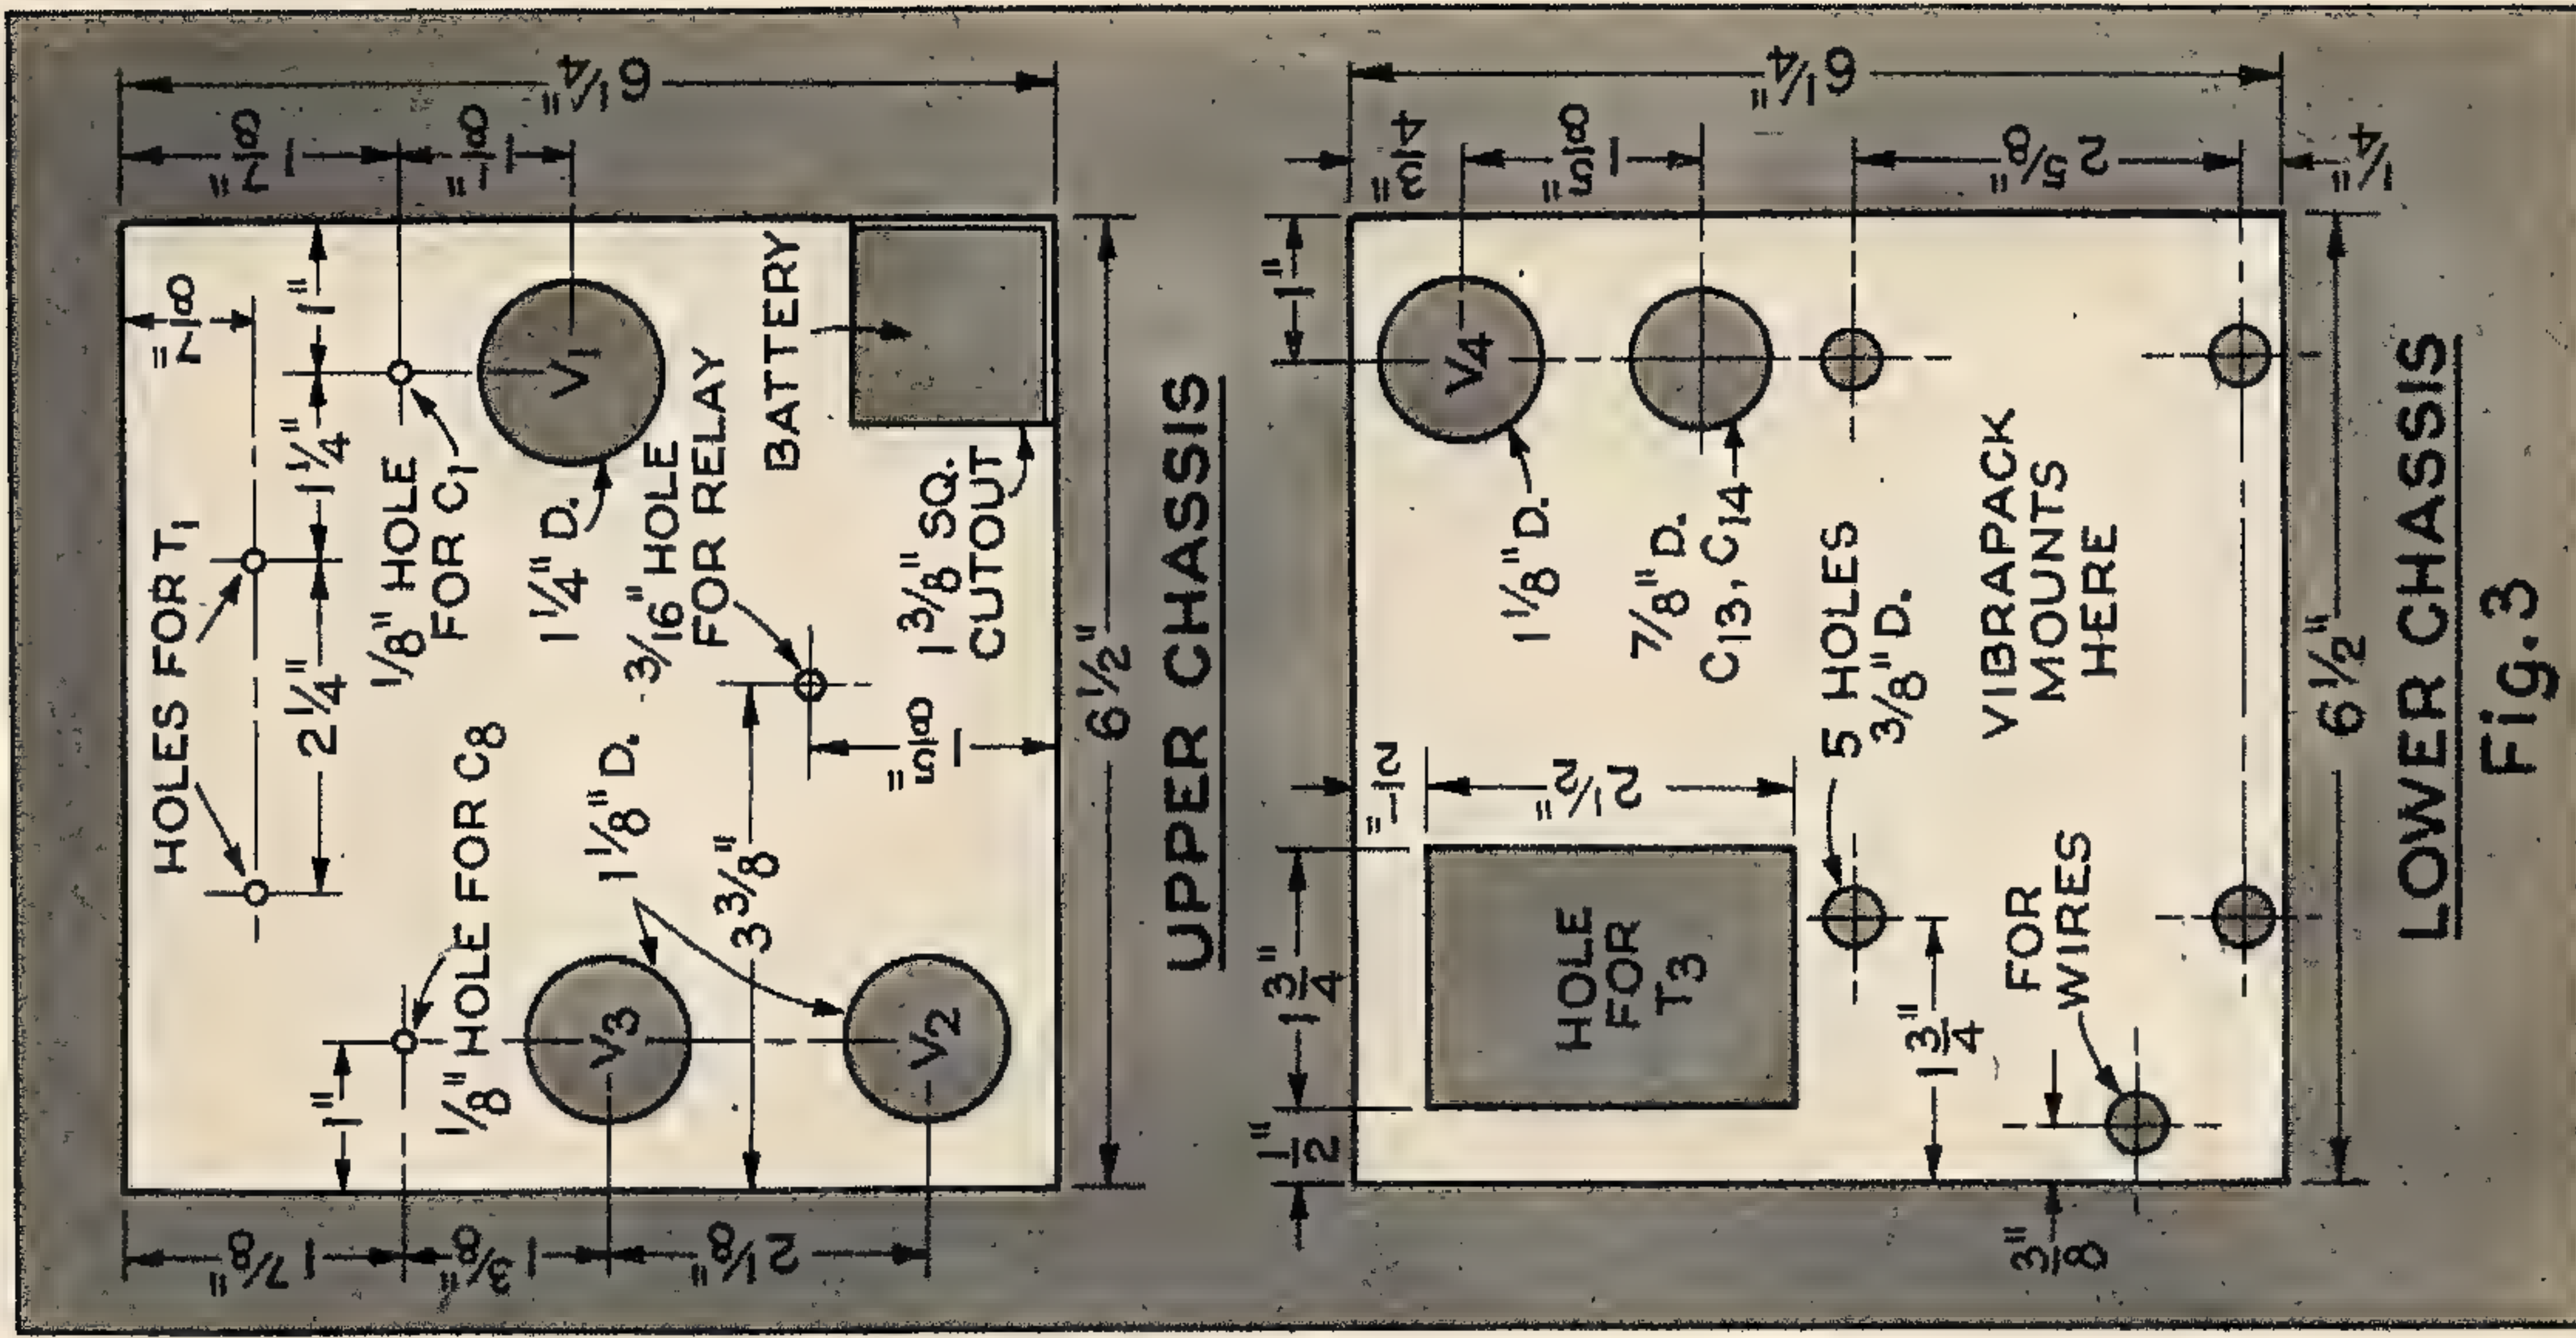 HOLES FOR T1
7/8"
1"
1 1/4"
2 1/4"
1/8" HOLE
FOR C1
1/8" HOLE FOR C8
1"
V1
1 1/4" D.
V3
V2
1 1/8" D.
3/16" HOLE
FOR RELAY
3 3/8"
1 5/8"
BATTERY
1 3/8" SQ.
CUTOUT
1 7/8"
1 1/8"
6 1/4"
1 7/8"
1 3/8"
2 1/8"
6 1/2"
UPPER CHASSIS
1"
1 3/4"
1/2"
3/4"
1 5/8"
6 1/4"
2 5/8"
1/4"
V4
1 1/8" D.
7/8" D.
C13, C14
1/2"
2 1/2"
HOLE
FOR
T3
5 HOLES
3/8" D.
1 3/4"
VIBRAPACK
MOUNTS
HERE
FOR
WIRES
3/8"
6 1/2"
LOWER CHASSIS
Fig. 3